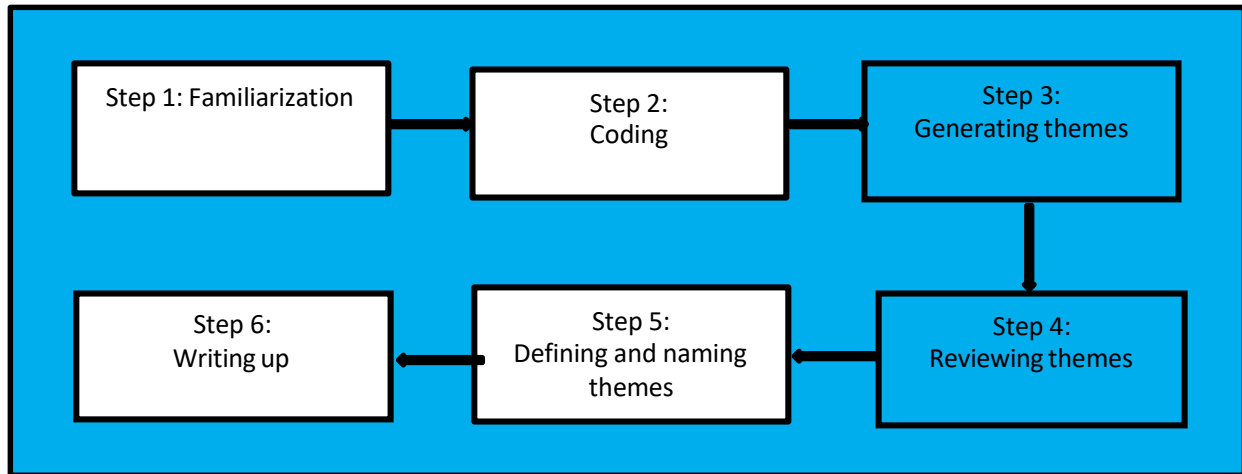 Step 1: Familiarization
Step 2:
Coding
Step 3:
Generating themes
Step 4:
Reviewing themes
Step 5:
Defining and naming
themes
Step 6:
Writing up